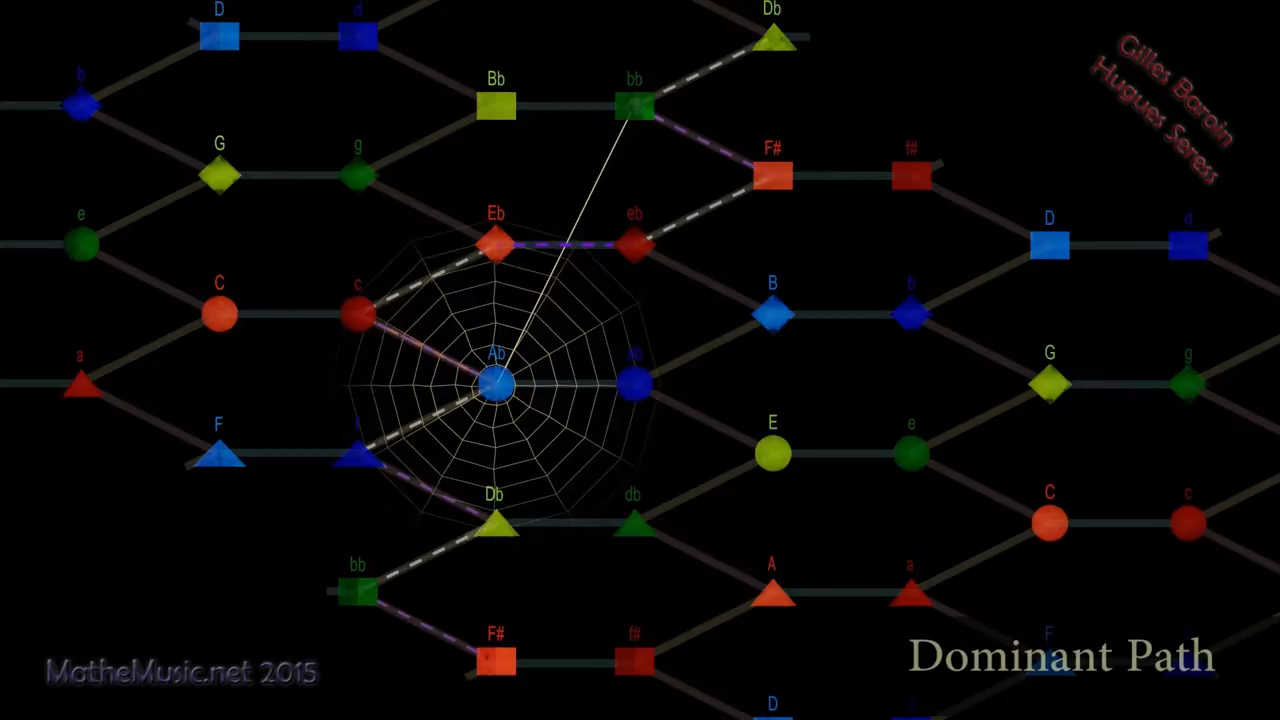 D d Db
b Bb bb
G g F# f#
e Eb eb D d
C c B b
a Ab ab G g
F f E e
Db db C c
bb A a
F# f# F
D
Gilles Baroin
Hugues Seress
MatheMusic.net 2015
Dominant Path